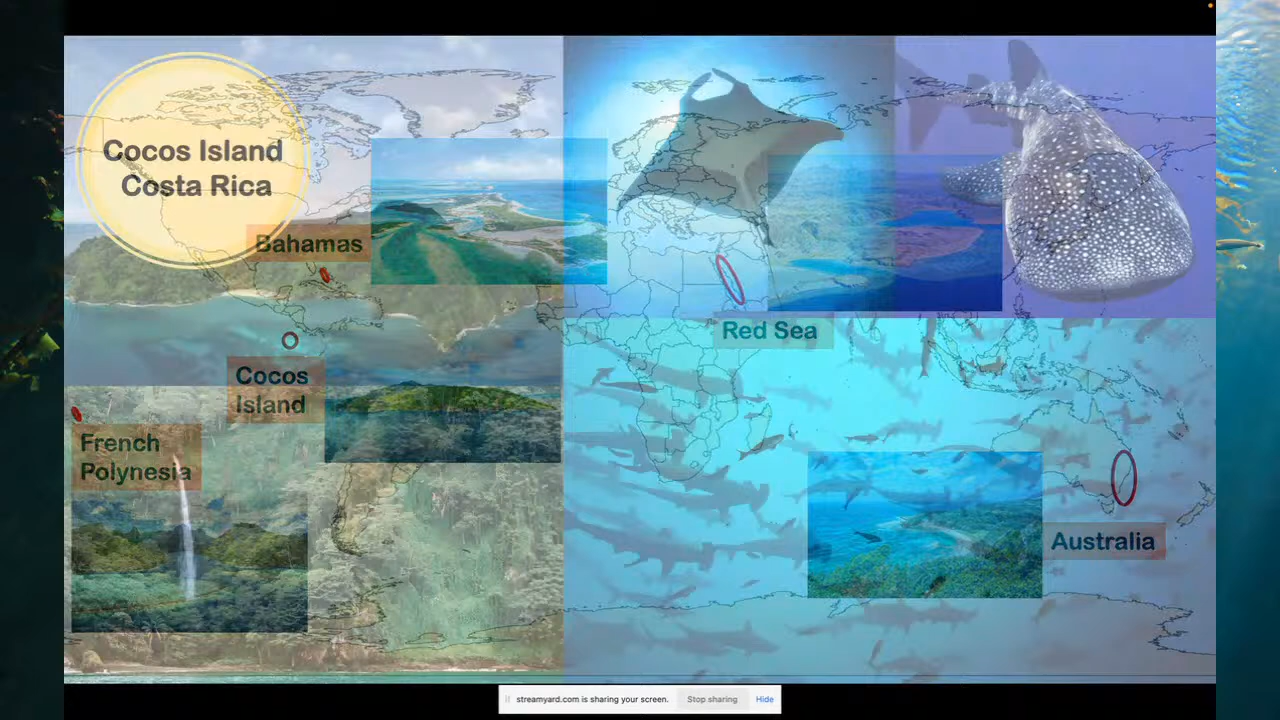 Cocos Island
Costa Rica
Bahamas
Red Sea
Cocos
Island
French
Polynesia
Australia
streamyard.com is sharing your screen.
Stop sharing
Hide